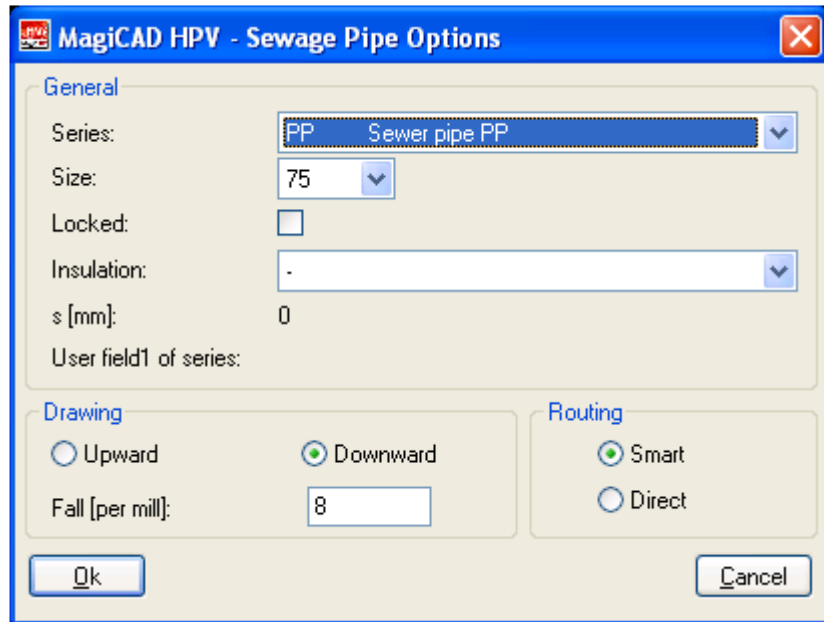 MagiCAD HPV - Sewage Pipe Options
General
Series: PP Sewer pipe PP
Size: 75
Locked:
Insulation: -
s [mm]: 0
User field1 of series:
Drawing
Upward Downward
Fall [per mill]: 8
Routing
Smart
Direct
Ok Cancel